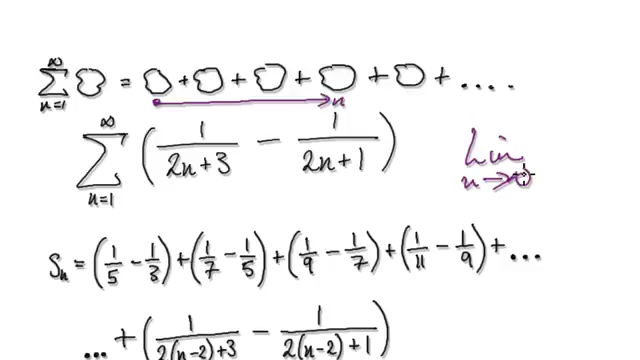 ∞∑n=1 ○ = ○ + ○ + ○ + ○ + ○ + ....
n
∞∑n=1 (1/(2n+3) − 1/(2n+1))
lim n→∞
Sn = (1/5 − 1/3) + (1/7 − 1/5) + (1/9 − 1/7) + (1/11 − 1/9) + ...
... + (1/(2(n−2)+3) − 1/(2(n−2)+1))